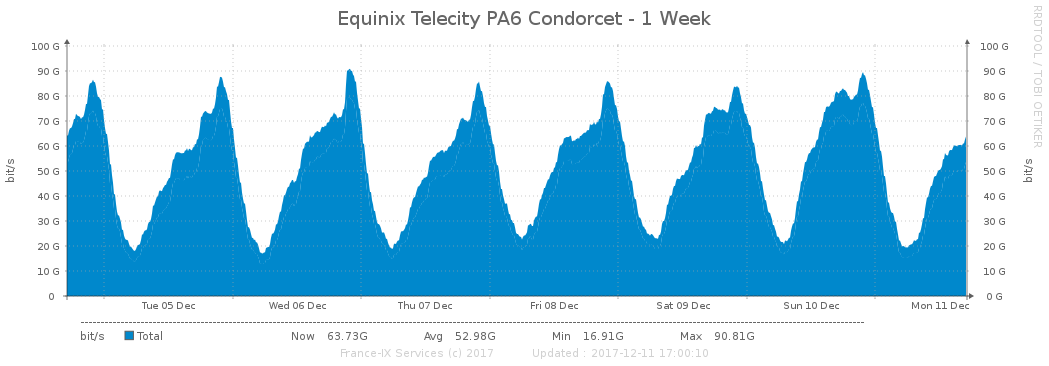 Equinix Telecity PA6 Condorcet - 1 Week
RRDTOOL / TOBI OETIKER
bit/s
100 G 100 G
90 G 90 G
80 G 80 G
70 G 70 G
60 G 60 G
50 G 50 G
40 G 40 G
30 G 30 G
20 G 20 G
10 G 10 G
0 0 G
bit/s
Tue 05 Dec Wed 06 Dec Thu 07 Dec Fri 08 Dec Sat 09 Dec Sun 10 Dec Mon 11 Dec
bit/s Total Now 63.73G Avg 52.98G Min 16.91G Max 90.81G
France-IX Services (c) 2017 Updated : 2017-12-11 17:00:10